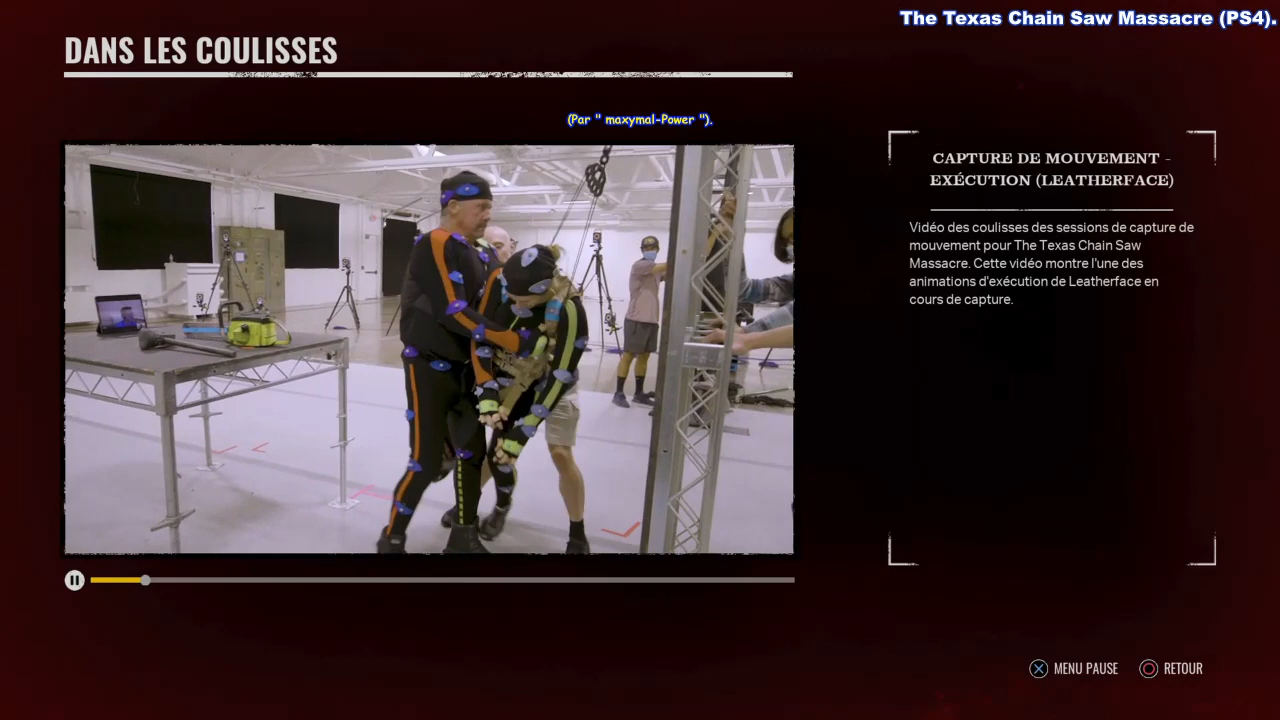 The Texas Chain Saw Massacre (PS4).
DANS LES COULISSES
(Par " maxymal-Power ").
CAPTURE DE MOUVEMENT -
EXÉCUTION (LEATHERFACE)
Vidéo des coulisses des sessions de capture de
mouvement pour The Texas Chain Saw
Massacre. Cette vidéo montre l'une des
animations d'exécution de Leatherface en
cours de capture.
MENU PAUSE
RETOUR